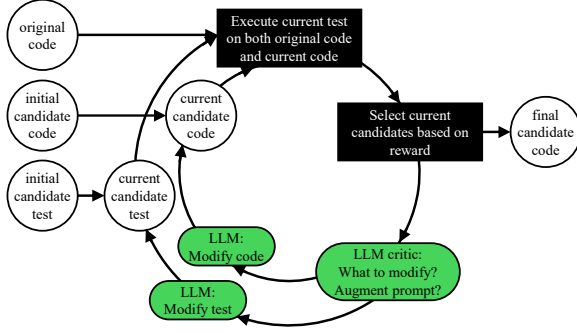 original
code
Execute current test
on both original code
and current code
initial
candidate
code
current
candidate
code
Select current
candidates based on
reward
final
candidate
code
initial
candidate
test
current
candidate
test
LLM:
Modify code
LLM critic:
What to modify?
Augment prompt?
LLM:
Modify test